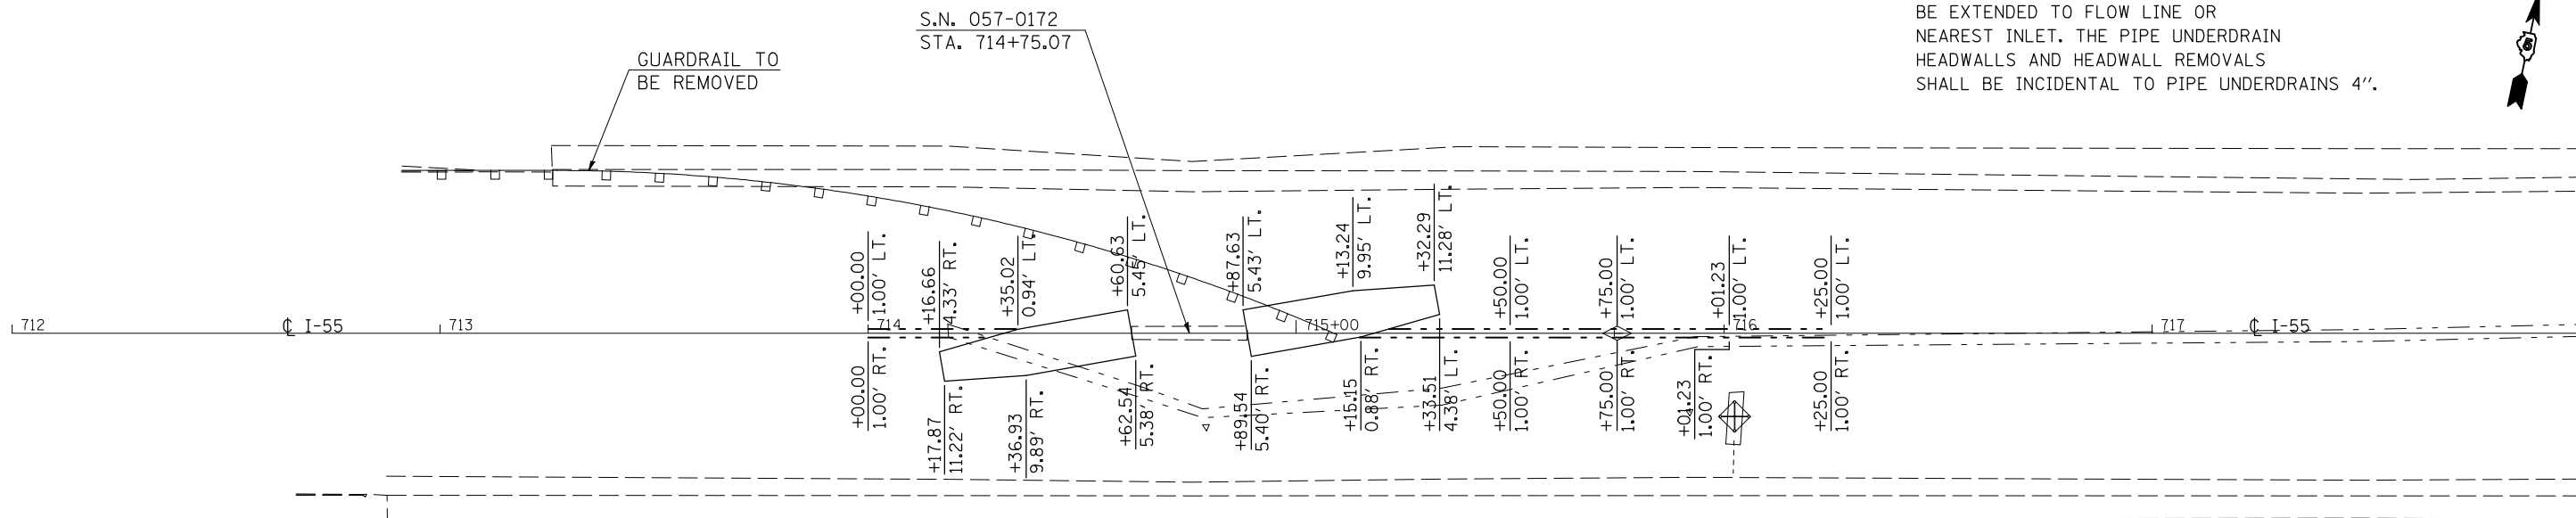 S.N. 057-0172
STA. 714+75.07
BE EXTENDED TO FLOW LINE OR
NEAREST INLET. THE PIPE UNDERDRAIN
HEADWALLS AND HEADWALL REMOVALS
SHALL BE INCIDENTAL TO PIPE UNDERDRAINS 4".
5
GUARDRAIL TO
BE REMOVED
+00.00
1.00' LT.
+16.66
4.33' RT.
+35.02
0.94' LT.
+60.63
5.45' LT.
+87.63
5.43' LT.
+13.24
9.95' LT.
+32.29
11.28' LT.
+50.00
1.00' LT.
+75.00
1.00' LT.
+01.23
1.00' LT.
+25.00
1.00' LT.
712
℄ I-55
713
714
715+00
716
717
℄ I-55
+00.00
1.00' RT.
+17.87
11.22' RT.
+36.93
9.89' RT.
+62.54
5.38' RT.
+89.54
5.40' RT.
+15.15
0.88' RT.
+33.51
4.38' LT.
+50.00
1.00' RT.
+75.00
1.00' RT.
+01.23
1.00' RT.
+25.00
1.00' RT.